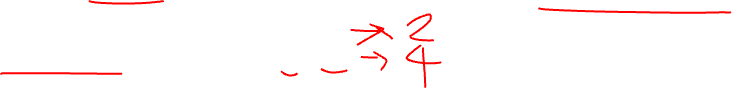 → 2
_ _ → 4